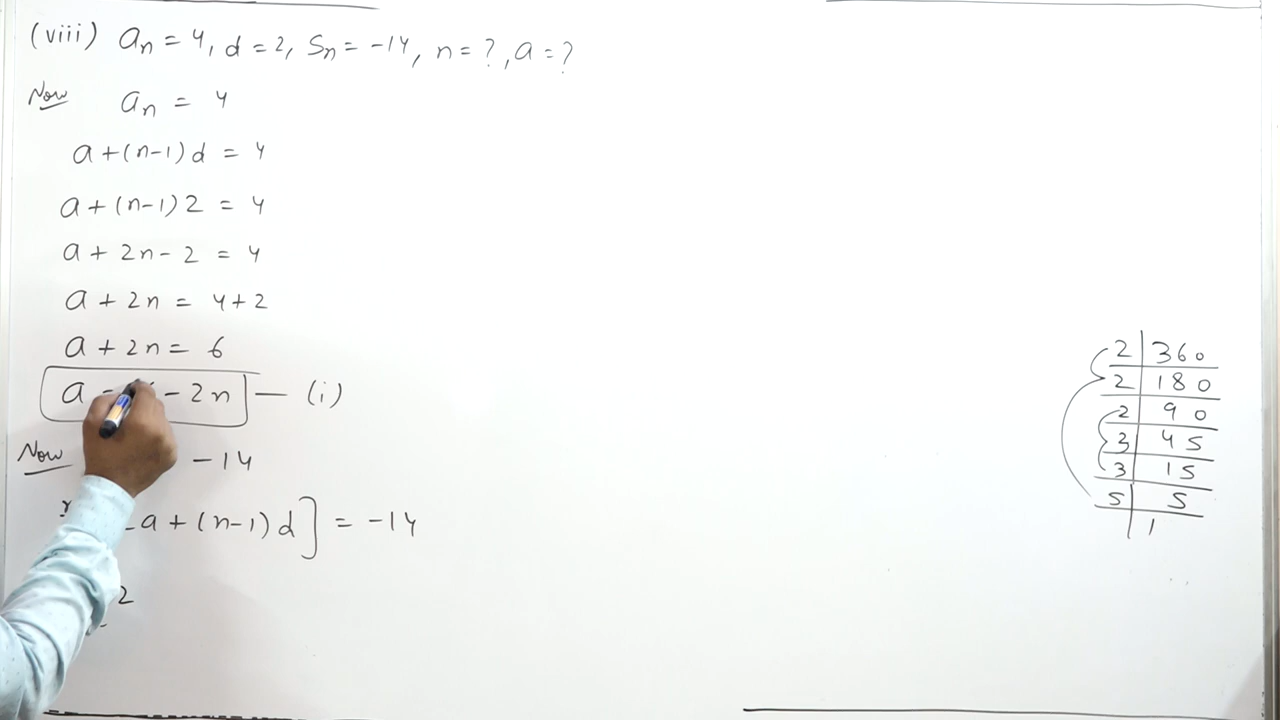 (viii) an = 4, d = 2, Sn = -14, n = ?, a = ?
Now an = 4
a + (n-1)d = 4
a + (n-1)2 = 4
a + 2n - 2 = 4
a + 2n = 4+2
a + 2n = 6
a - 2n — (i)
Now -14
a + (n-1)d] = -14
2
2 | 360
2 | 180
2 | 90
3 | 45
3 | 15
5 | 5
1